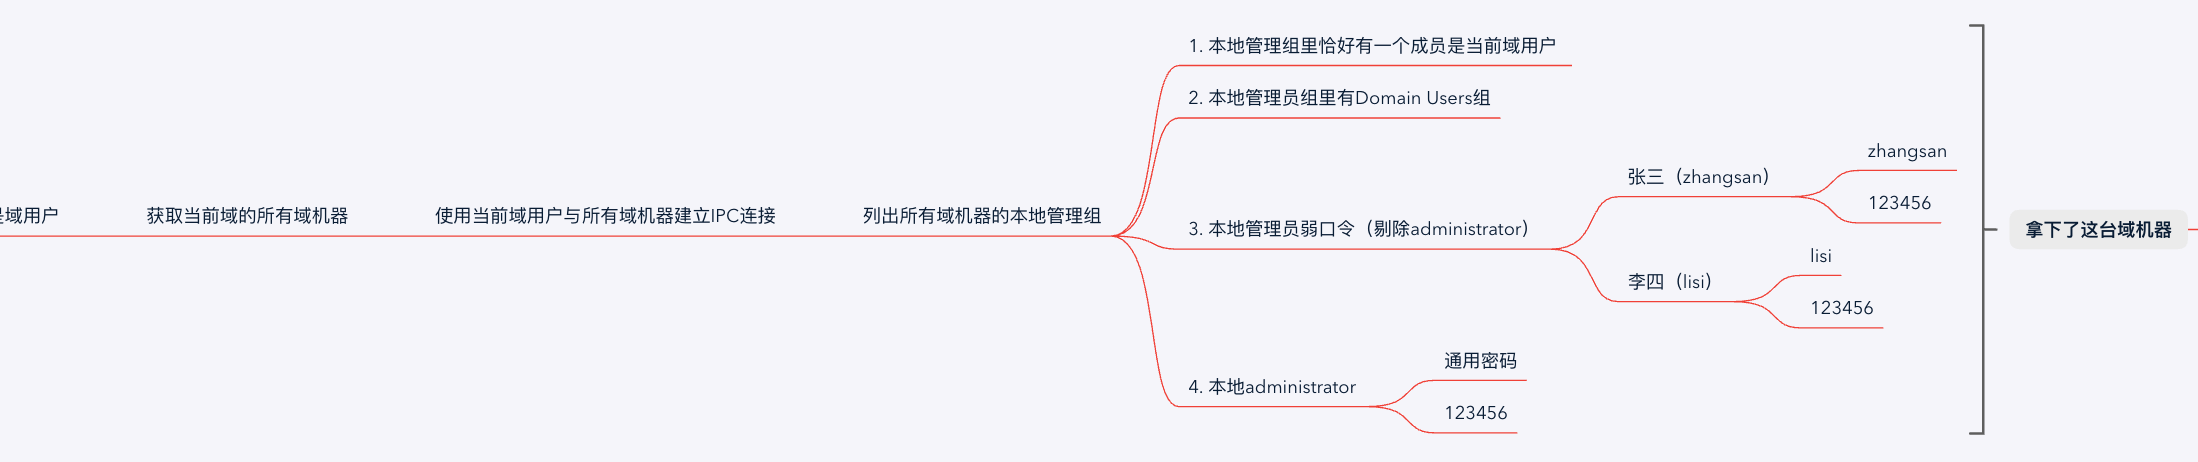 是域用户
获取当前域的所有域机器
使用当前域用户与所有域机器建立IPC连接
列出所有域机器的本地管理组
1. 本地管理组里恰好有一个成员是当前域用户
2. 本地管理员组里有Domain Users组
3. 本地管理员弱口令（剔除administrator）
张三（zhangsan）
zhangsan
123456
李四（lisi）
lisi
123456
4. 本地administrator
通用密码
123456
拿下了这台域机器